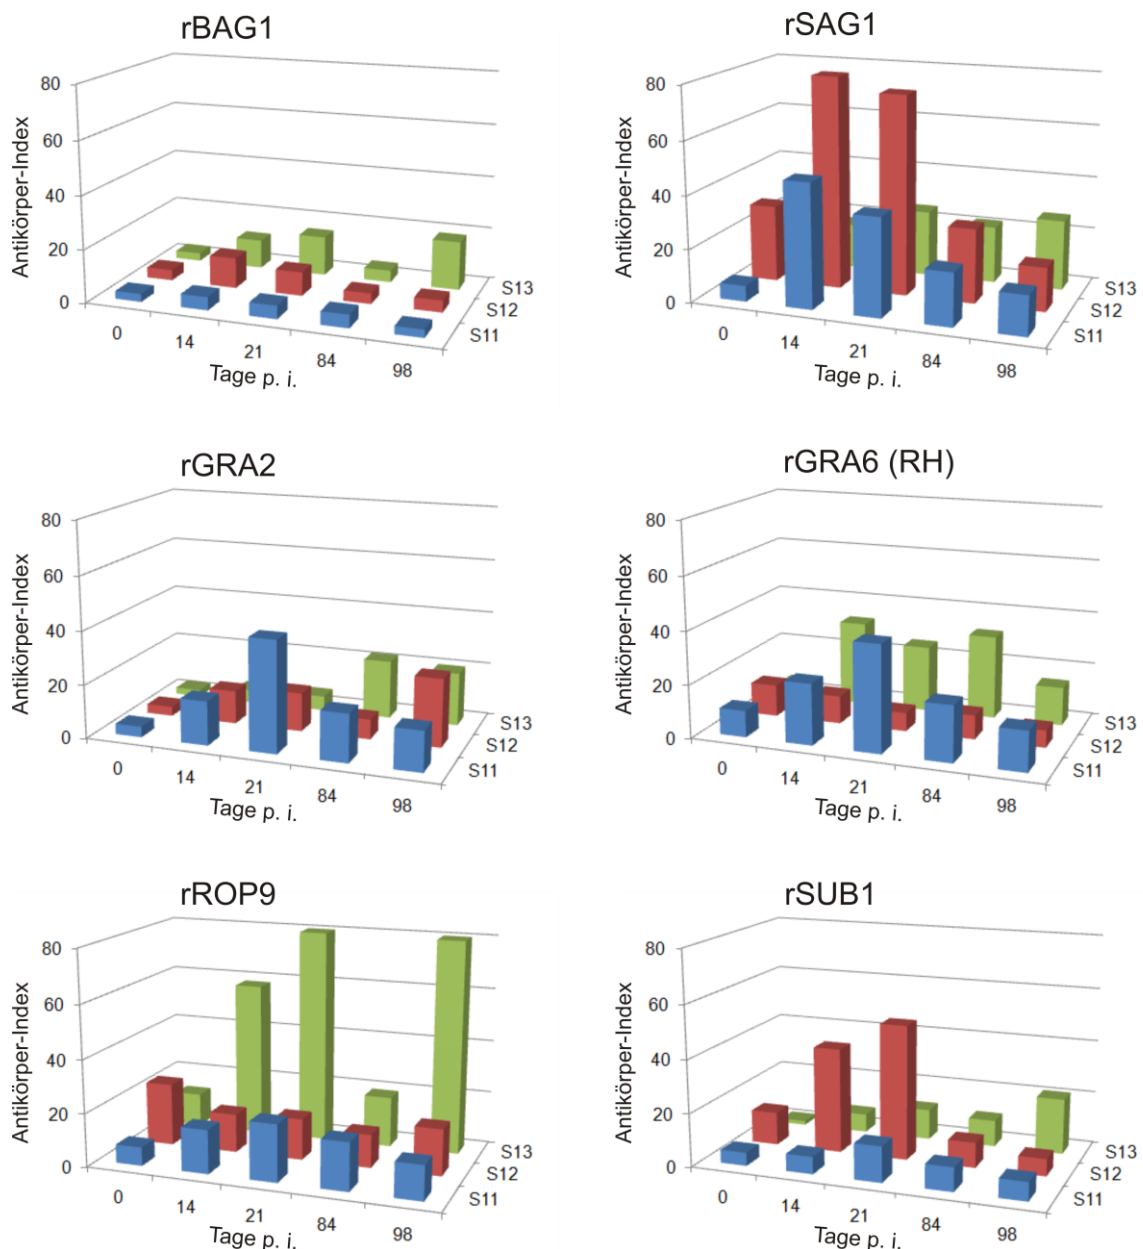 rBAG1
Antikörper-Index
80
60
40
20
0
0
14
21
84
98
S13
S12
S11
Tage p. i.
rSAG1
Antikörper-Index
80
60
40
20
0
0
14
21
84
98
S13
S12
S11
Tage p. i.
rGRA2
Antikörper-Index
80
60
40
20
0
0
14
21
84
98
S13
S12
S11
Tage p. i.
rGRA6 (RH)
Antikörper-Index
80
60
40
20
0
0
14
21
84
98
S13
S12
S11
Tage p. i.
rROP9
Antikörper-Index
80
60
40
20
0
0
14
21
84
98
S13
S12
S11
Tage p. i.
rSUB1
Antikörper-Index
80
60
40
20
0
0
14
21
84
98
S13
S12
S11
Tage p. i.